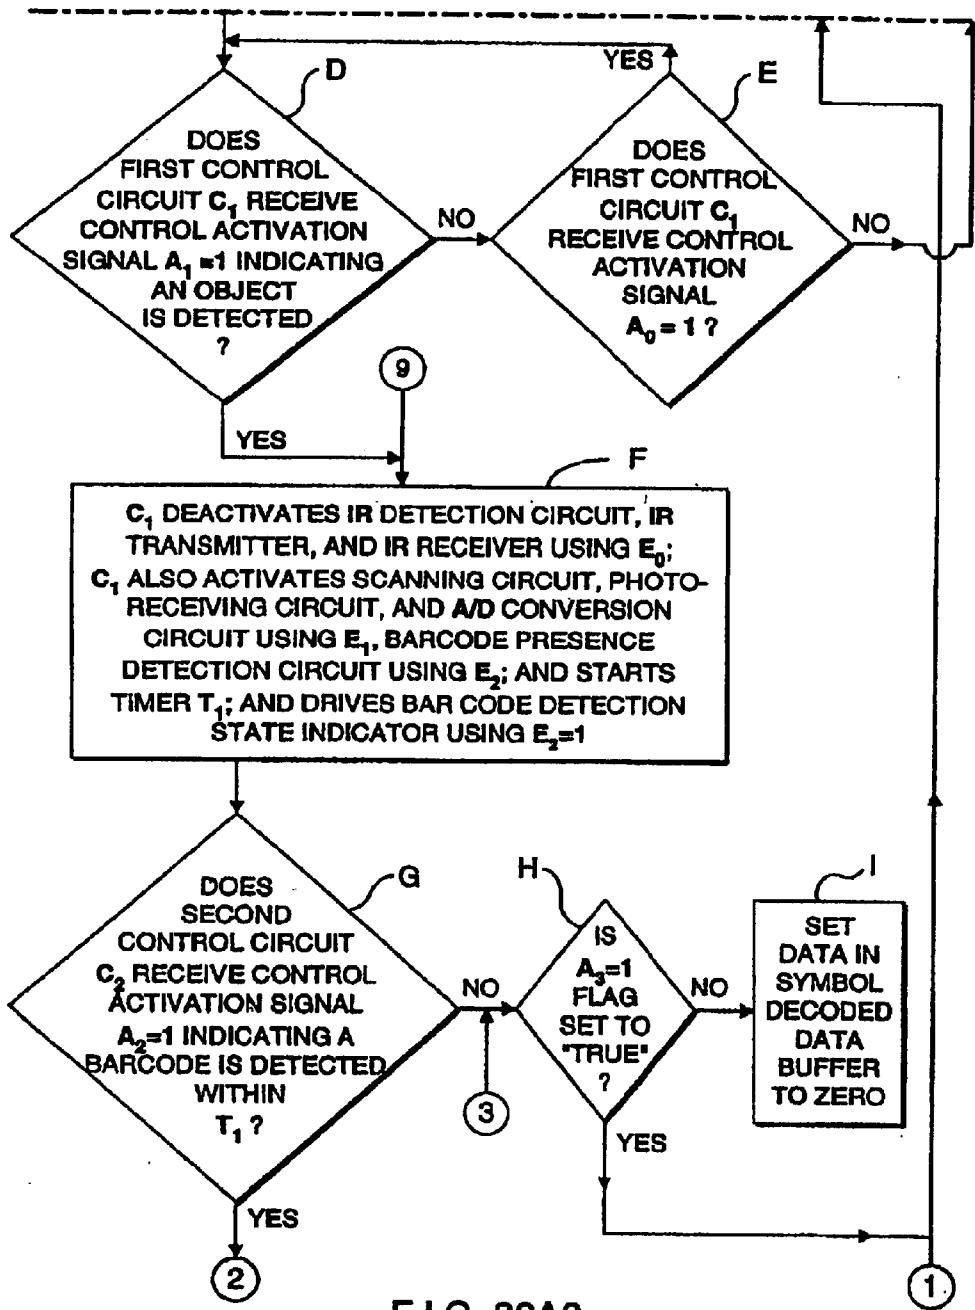 YES
D
E
DOES
FIRST CONTROL
CIRCUIT C₁ RECEIVE
CONTROL ACTIVATION
SIGNAL A₁ =1 INDICATING
AN OBJECT
IS DETECTED
?
NO
DOES
FIRST CONTROL
CIRCUIT C₁
RECEIVE CONTROL
ACTIVATION
SIGNAL
A₀ = 1 ?
NO
9
YES
F
C₁ DEACTIVATES IR DETECTION CIRCUIT, IR
TRANSMITTER, AND IR RECEIVER USING E₀;
C₁ ALSO ACTIVATES SCANNING CIRCUIT, PHOTO-
RECEIVING CIRCUIT, AND A/D CONVERSION
CIRCUIT USING E₁, BARCODE PRESENCE
DETECTION CIRCUIT USING E₂; AND STARTS
TIMER T₁; AND DRIVES BAR CODE DETECTION
STATE INDICATOR USING E₂=1
G
DOES
SECOND
CONTROL CIRCUIT
C₂ RECEIVE CONTROL
ACTIVATION SIGNAL
A₂=1 INDICATING A
BARCODE IS DETECTED
WITHIN
T₁ ?
NO
3
H
IS
A₃=1
FLAG
SET TO
"TRUE"
?
NO
I
SET
DATA IN
SYMBOL
DECODED
DATA
BUFFER
TO ZERO
YES
YES
2
1